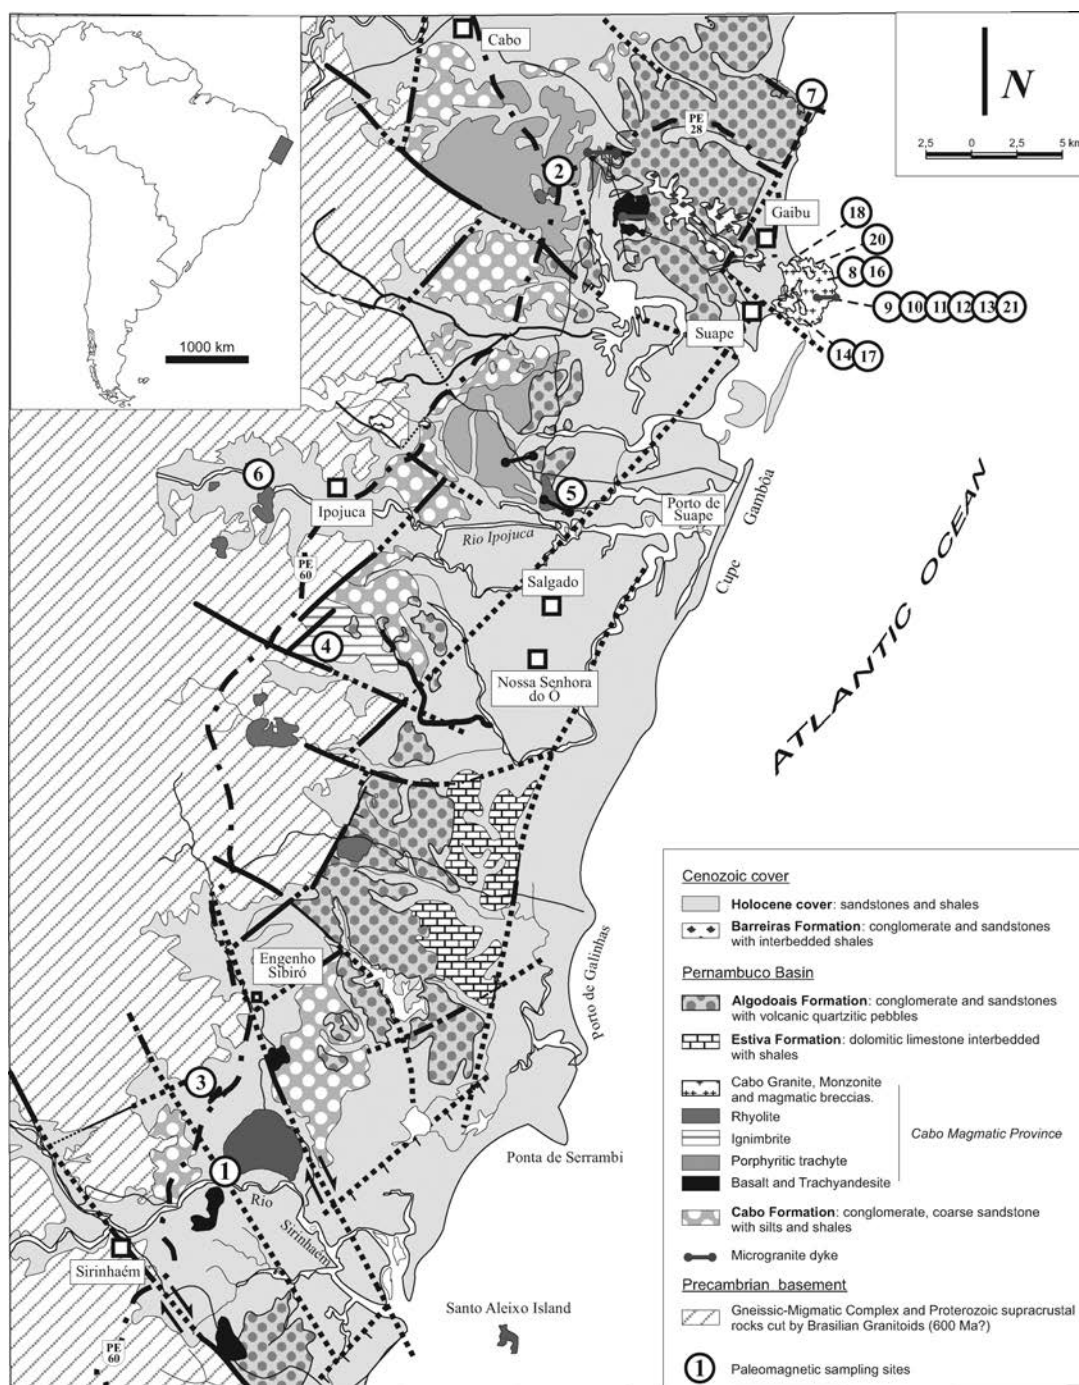 Cabo
7
N
PE
28
2,5
0
2,5
5 km
2
Gaibu
18
20
8
16
9
10
11
12
13
21
Suape
14
17
1000 km
6
Ipojuca
5
Porto de
Suape
Gambôa
Rio Ipojuca
PE
60
Cupe
Salgado
4
Nossa Senhora
do Ó
ATLANTIC OCEAN
Engenho
Sibiró
Porto de Galinhas
3
Ponta de Serrambi
1
Rio
Sirinhaém
Sirinhaém
Santo Aleixo Island
PE
60
Cenozoic cover
Holocene cover: sandstones and shales
Barreiras Formation: conglomerate and sandstones
with interbedded shales
Pernambuco Basin
Algodoais Formation: conglomerate and sandstones
with volcanic quartzitic pebbles
Estiva Formation: dolomitic limestone interbedded
with shales
Cabo Granite, Monzonite
and magmatic breccias.
Rhyolite
Ignimbrite
Cabo Magmatic Province
Porphyritic trachyte
Basalt and Trachyandesite
Cabo Formation: conglomerate, coarse sandstone
with silts and shales
Microgranite dyke
Precambrian basement
Gneissic-Migmatic Complex and Proterozoic supracrustal
rocks cut by Brasilian Granitoids (600 Ma?)
1
Paleomagnetic sampling sites